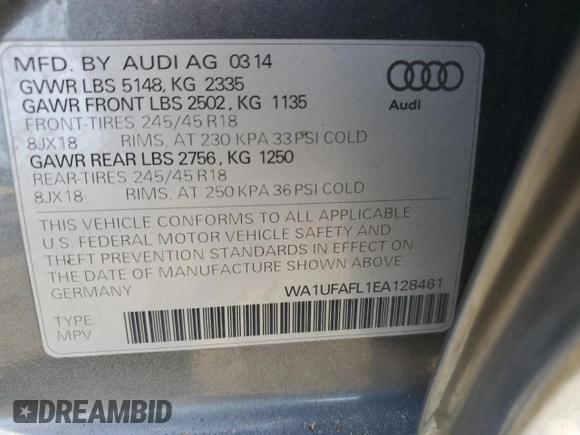 MFD. BY AUDI AG 03 14
GVWR LBS 5148, KG 2335
GAWR FRONT LBS 2502, KG 1135
FRONT-TIRES 245/45 R18
8JX18 RIMS, AT 230 KPA 33 PSI COLD
GAWR REAR LBS 2756, KG 1250
REAR-TIRES 245/45 R18
8JX18 RIMS, AT 250 KPA 36 PSI COLD
Audi
THIS VEHICLE CONFORMS TO ALL APPLICABLE
U.S. FEDERAL MOTOR VEHICLE SAFETY AND
THEFT PREVENTION STANDARDS IN EFFECT ON
THE DATE OF MANUFACTURE SHOWN ABOVE.
GERMANY
WA1UFAFL1EA128461
TYPE:
MPV
DREAMBID